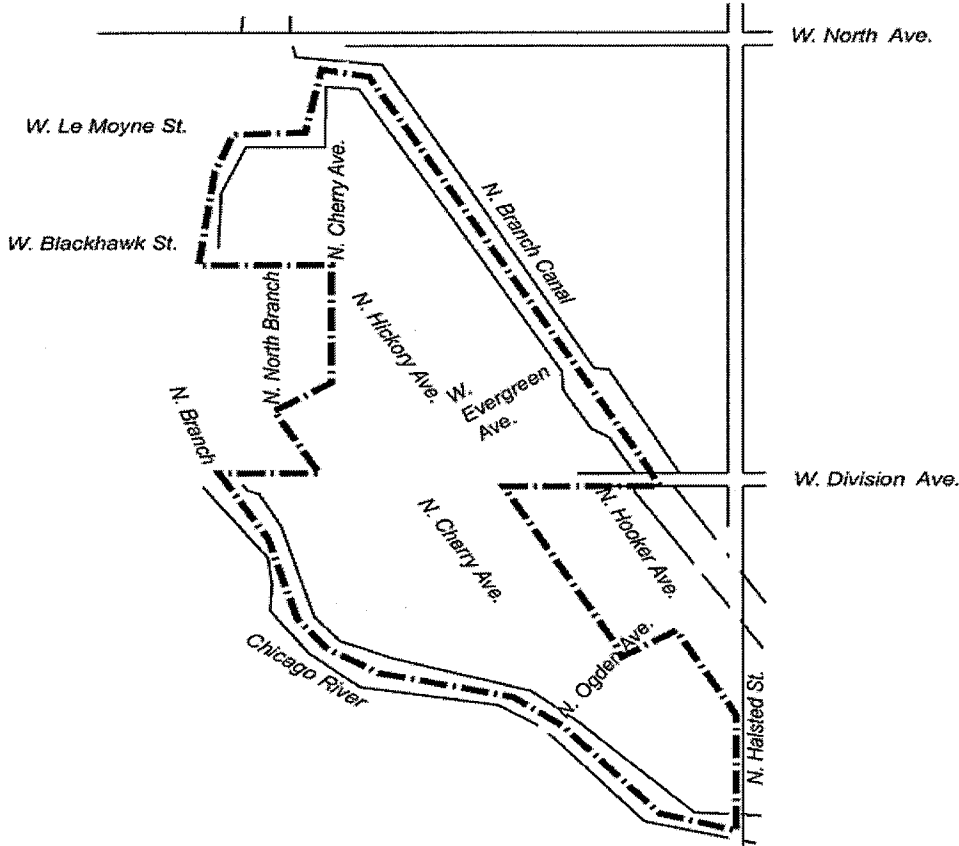 W. North Ave.
W. Le Moyne St.
N. Cherry Ave.
N. Branch Canal
W. Blackhawk St.
N. North Branch
N. Hickory Ave.
W.
Evergreen
Ave.
N. Branch
W. Division Ave.
N. Cherry Ave.
N. Hooker Ave.
N. Ogden Ave.
Chicago River
N. Halsted St.